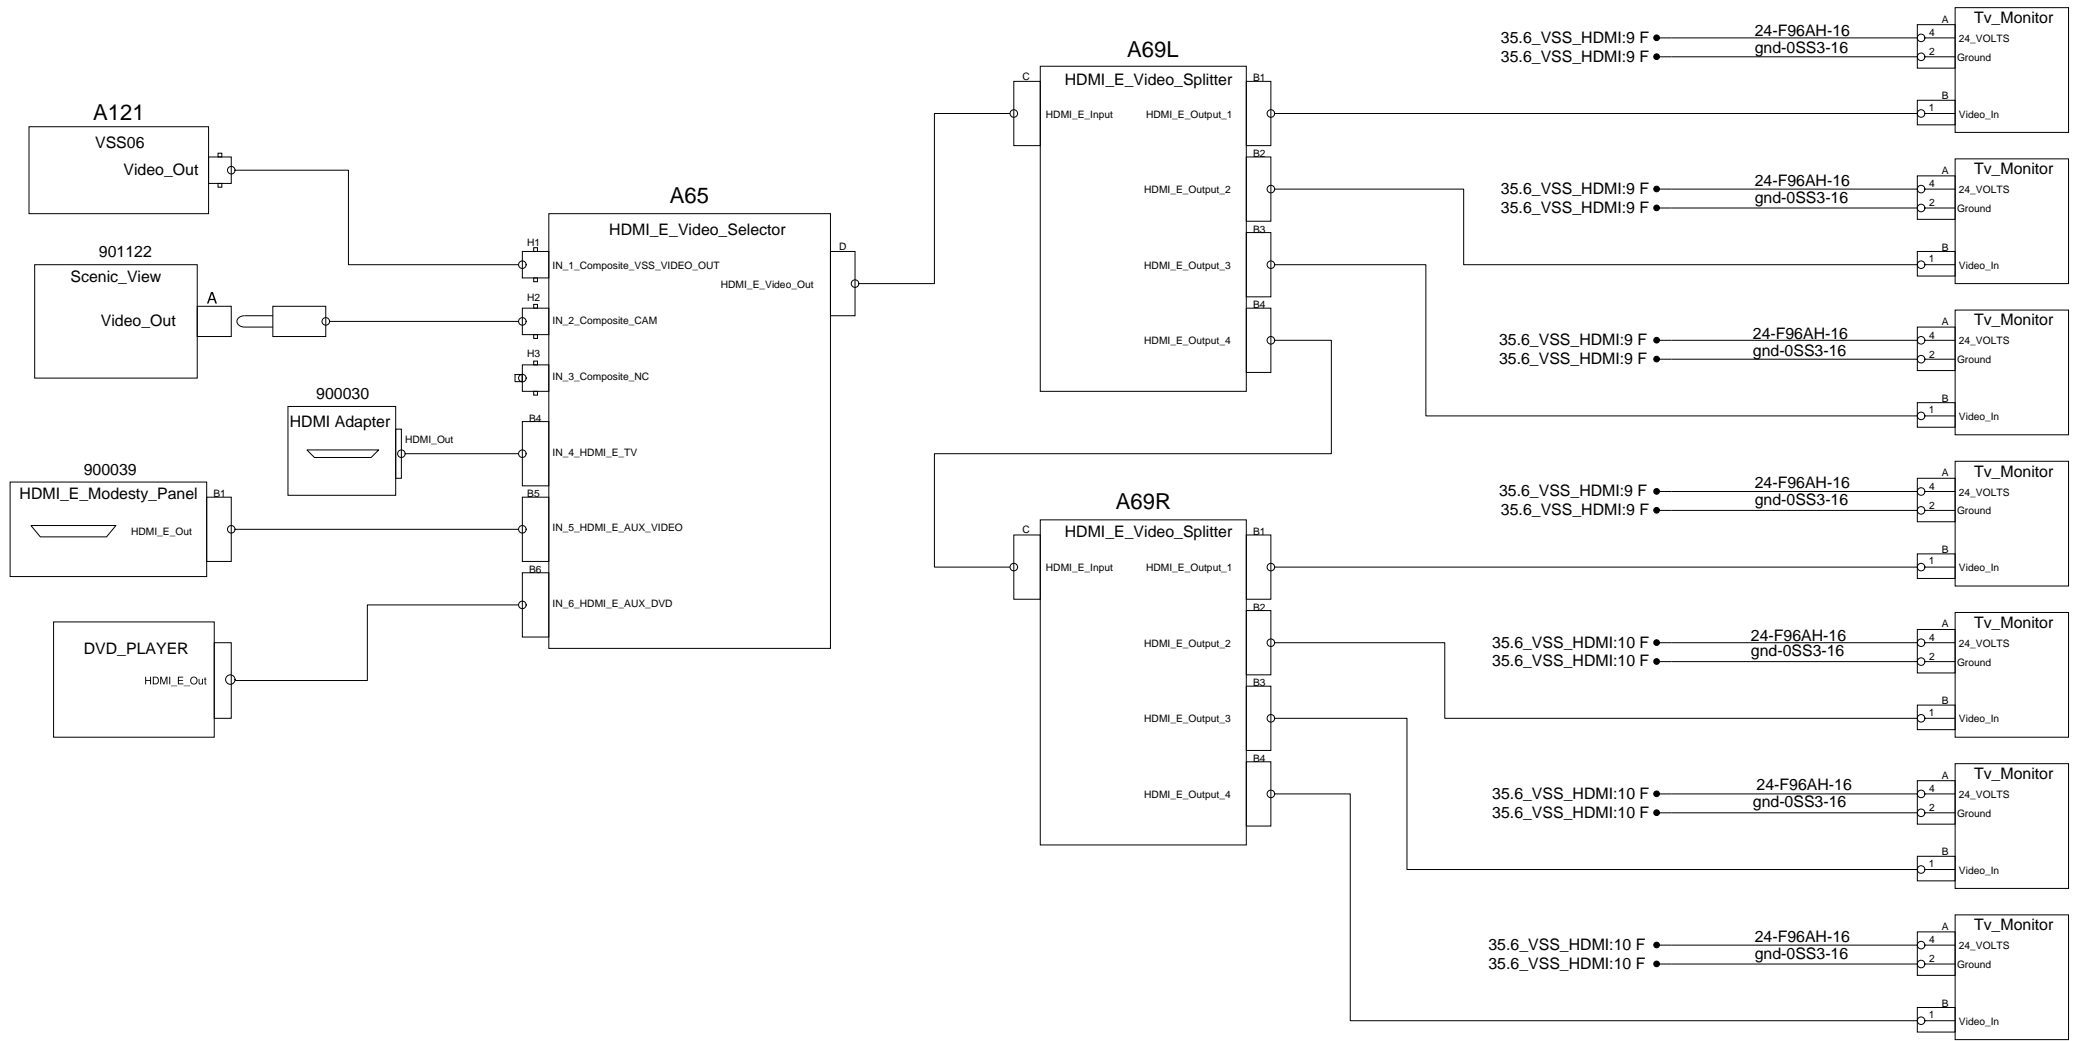 A121
VSS06
Video_Out
901122
Scenic_View
A
Video_Out
900030
HDMI Adapter
HDMI_Out
900039
HDMI_E_Modesty_Panel
B1
HDMI_E_Out
DVD_PLAYER
HDMI_E_Out
A65
HDMI_E_Video_Selector
H1
IN_1_Composite_VSS_VIDEO_OUT
D
HDMI_E_Video_Out
H2
IN_2_Composite_CAM
H3
IN_3_Composite_NC
B4
IN_4_HDMI_E_TV
B5
IN_5_HDMI_E_AUX_VIDEO
B6
IN_6_HDMI_E_AUX_DVD
A69L
HDMI_E_Video_Splitter
C
HDMI_E_Input
B1
HDMI_E_Output_1
B2
HDMI_E_Output_2
B3
HDMI_E_Output_3
B4
HDMI_E_Output_4
A69R
HDMI_E_Video_Splitter
C
HDMI_E_Input
B1
HDMI_E_Output_1
B2
HDMI_E_Output_2
B3
HDMI_E_Output_3
B4
HDMI_E_Output_4
Tv_Monitor
35.6_VSS_HDMI:9 F 24-F96AH-16 A 4 24_VOLTS
35.6_VSS_HDMI:9 F gnd-0SS3-16 2 Ground
B
1 Video_In
Tv_Monitor
35.6_VSS_HDMI:9 F 24-F96AH-16 A 4 24_VOLTS
35.6_VSS_HDMI:9 F gnd-0SS3-16 2 Ground
B
1 Video_In
Tv_Monitor
35.6_VSS_HDMI:9 F 24-F96AH-16 A 4 24_VOLTS
35.6_VSS_HDMI:9 F gnd-0SS3-16 2 Ground
B
1 Video_In
Tv_Monitor
35.6_VSS_HDMI:9 F 24-F96AH-16 A 4 24_VOLTS
35.6_VSS_HDMI:9 F gnd-0SS3-16 2 Ground
B
1 Video_In
Tv_Monitor
35.6_VSS_HDMI:10 F 24-F96AH-16 A 4 24_VOLTS
35.6_VSS_HDMI:10 F gnd-0SS3-16 2 Ground
B
1 Video_In
Tv_Monitor
35.6_VSS_HDMI:10 F 24-F96AH-16 A 4 24_VOLTS
35.6_VSS_HDMI:10 F gnd-0SS3-16 2 Ground
B
1 Video_In
Tv_Monitor
35.6_VSS_HDMI:10 F 24-F96AH-16 A 4 24_VOLTS
35.6_VSS_HDMI:10 F gnd-0SS3-16 2 Ground
B
1 Video_In